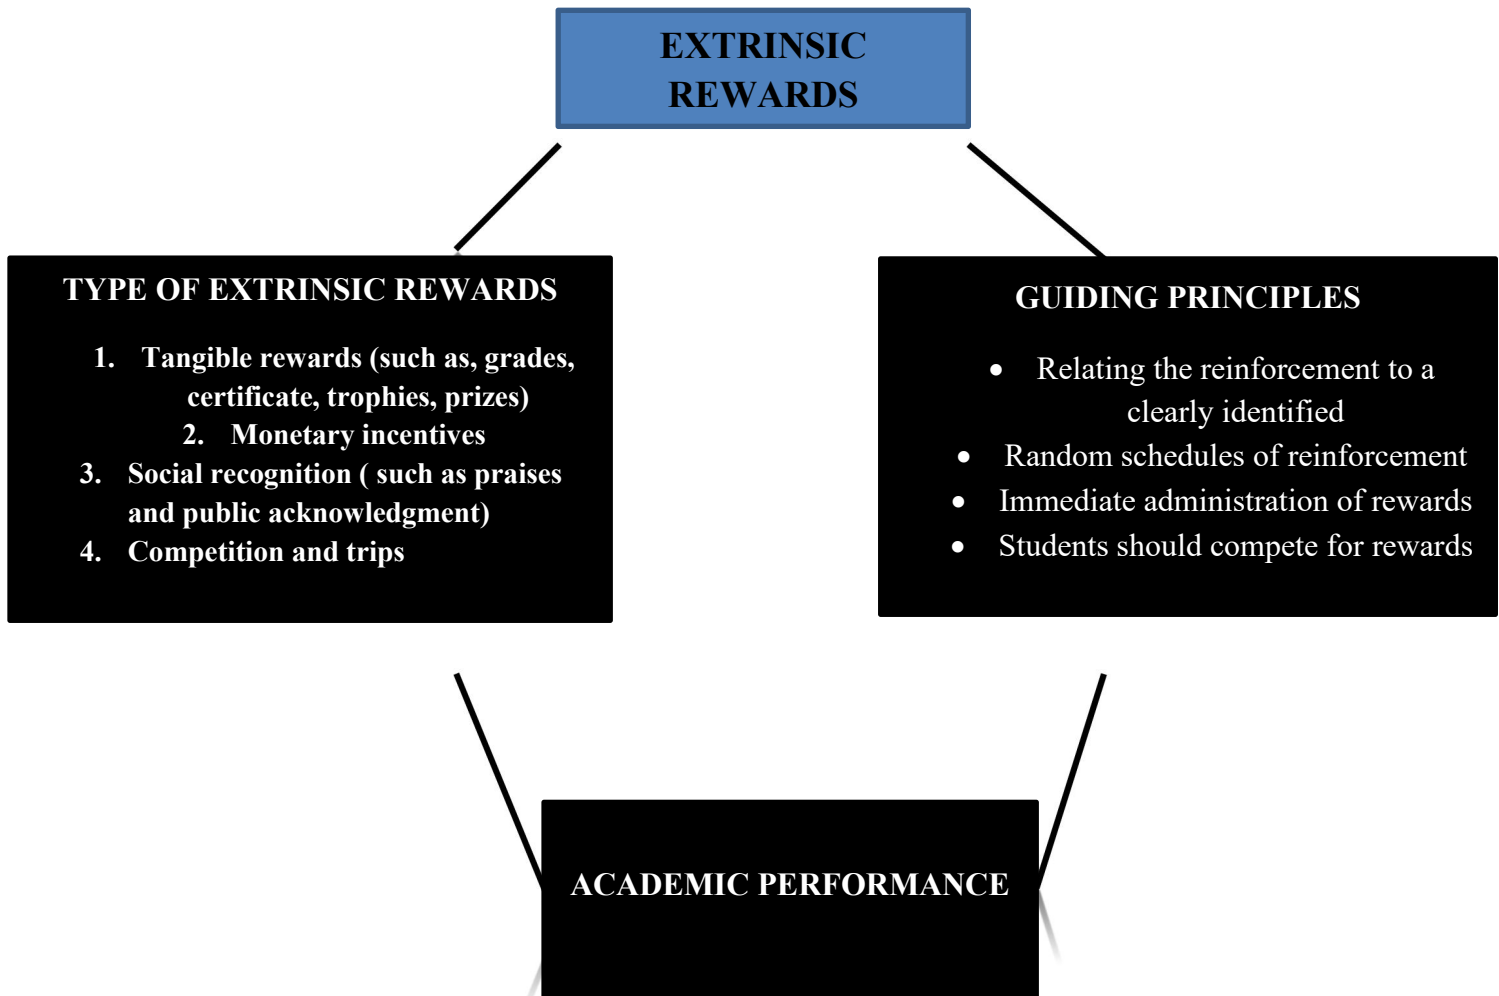 EXTRINSIC
REWARDS
TYPE OF EXTRINSIC REWARDS
1. Tangible rewards (such as, grades,
certificate, trophies, prizes)
2. Monetary incentives
3. Social recognition ( such as praises
and public acknowledgment)
4. Competition and trips
GUIDING PRINCIPLES
• Relating the reinforcement to a
clearly identified
• Random schedules of reinforcement
• Immediate administration of rewards
• Students should compete for rewards
ACADEMIC PERFORMANCE